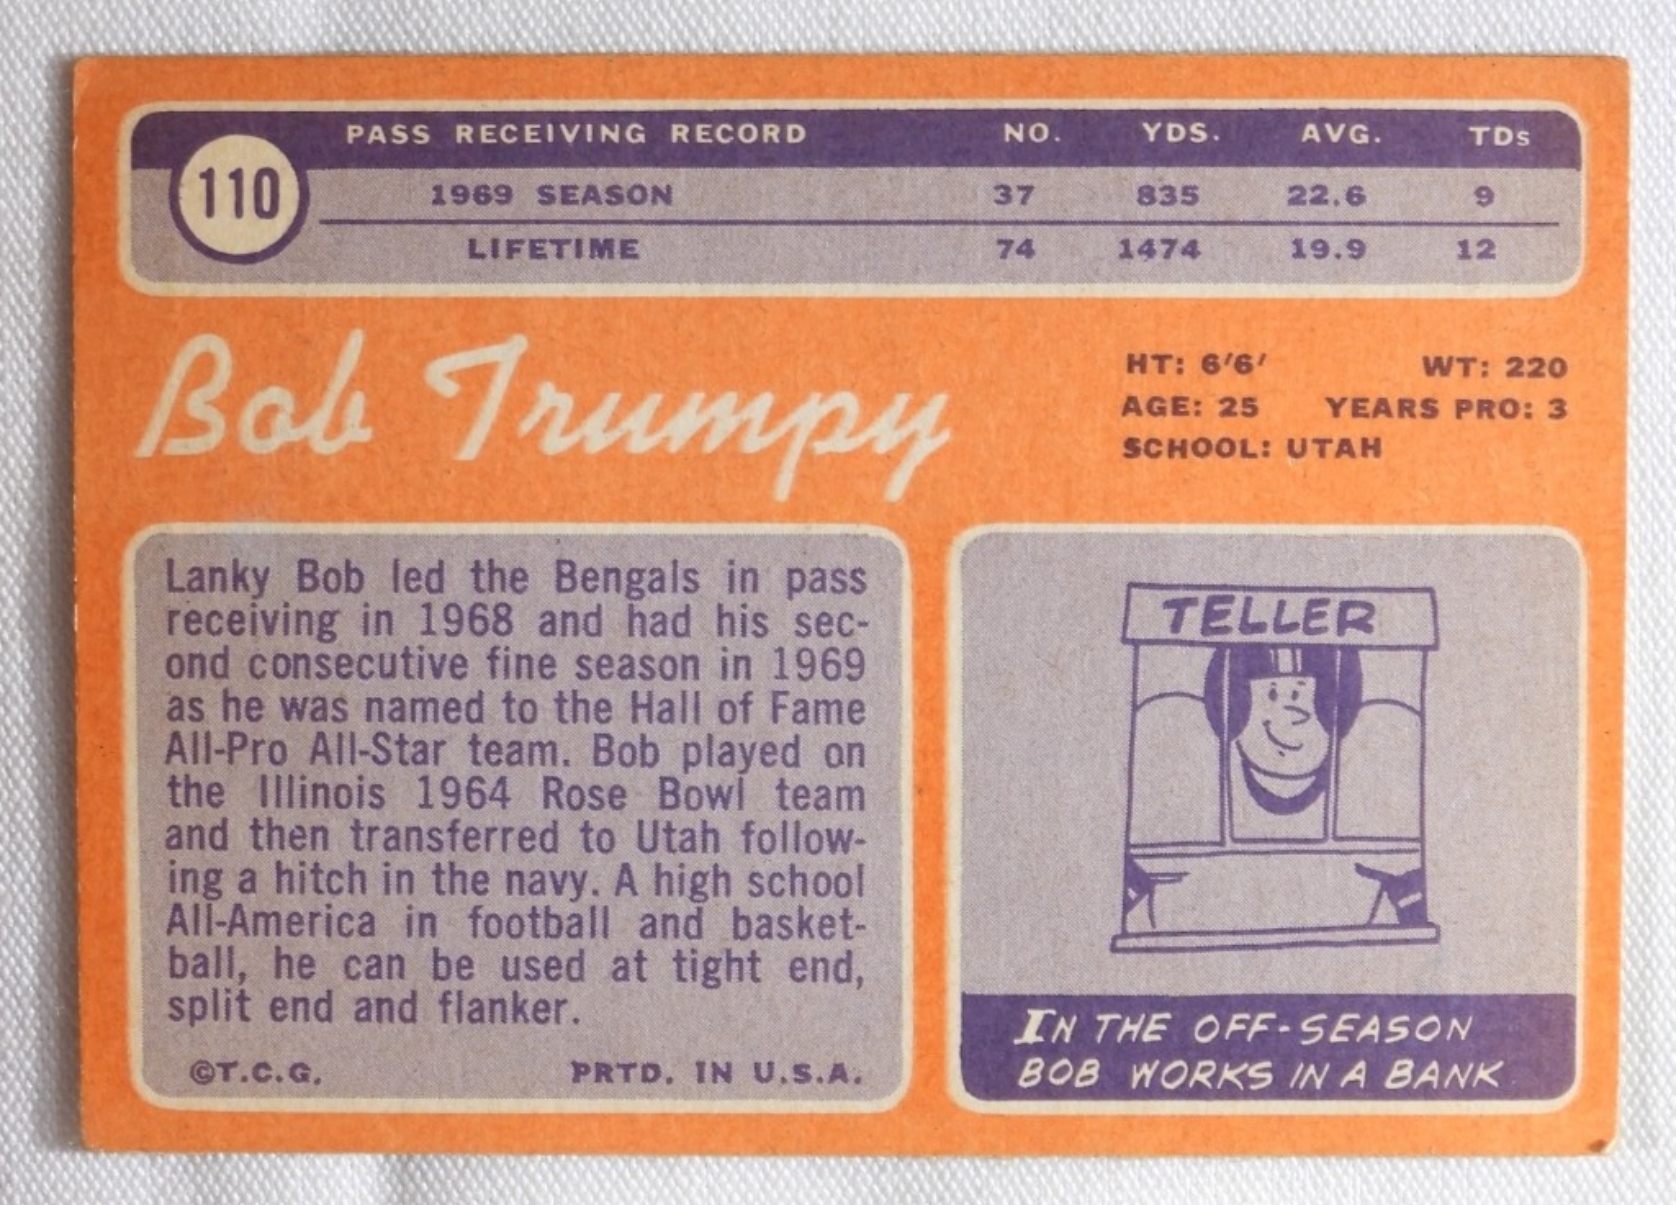 110
PASS RECEIVING RECORD NO. YDS. AVG. TDs
1969 SEASON 37 835 22.6 9
LIFETIME 74 1474 19.9 12
Bob Trumpy
HT: 6'6' WT: 220
AGE: 25 YEARS PRO: 3
SCHOOL: UTAH
Lanky Bob led the Bengals in pass
receiving in 1968 and had his sec-
ond consecutive fine season in 1969
as he was named to the Hall of Fame
All-Pro All-Star team. Bob played on
the Illinois 1964 Rose Bowl team
and then transferred to Utah follow-
ing a hitch in the navy. A high school
All-America in football and basket-
ball, he can be used at tight end,
split end and flanker.
©T.C.G. PRTD. IN U.S.A.
TELLER
IN THE OFF-SEASON
BOB WORKS IN A BANK